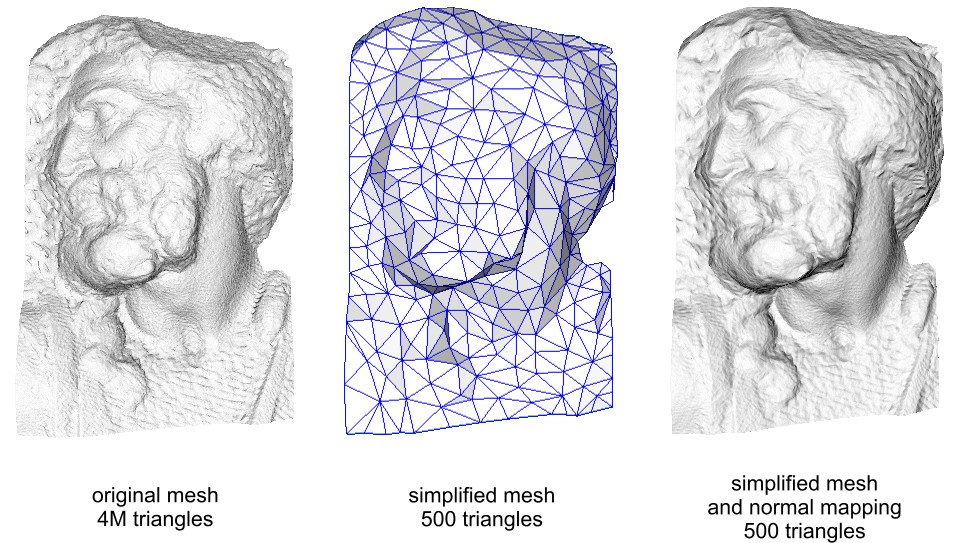 original mesh
4M triangles
simplified mesh
500 triangles
simplified mesh
and normal mapping
500 triangles